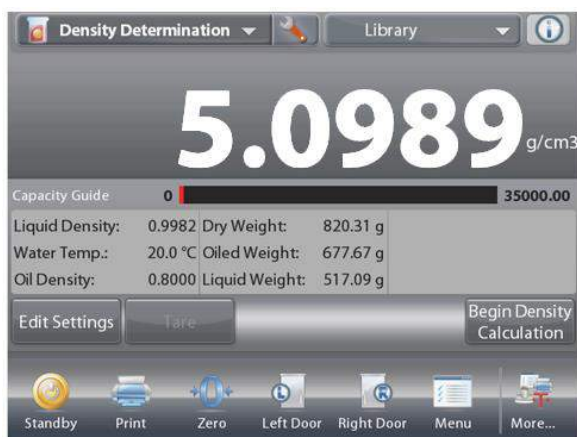 Density Determination Library
5.0989 g/cm3
Capacity Guide 0 35000.00
Liquid Density: 0.9982 Dry Weight: 820.31 g
Water Temp.: 20.0 °C Oiled Weight: 677.67 g
Oil Density: 0.8000 Liquid Weight: 517.09 g
Edit Settings Tare Begin Density
Calculation
L R
Standby Print Zero Left Door Right Door Menu More...